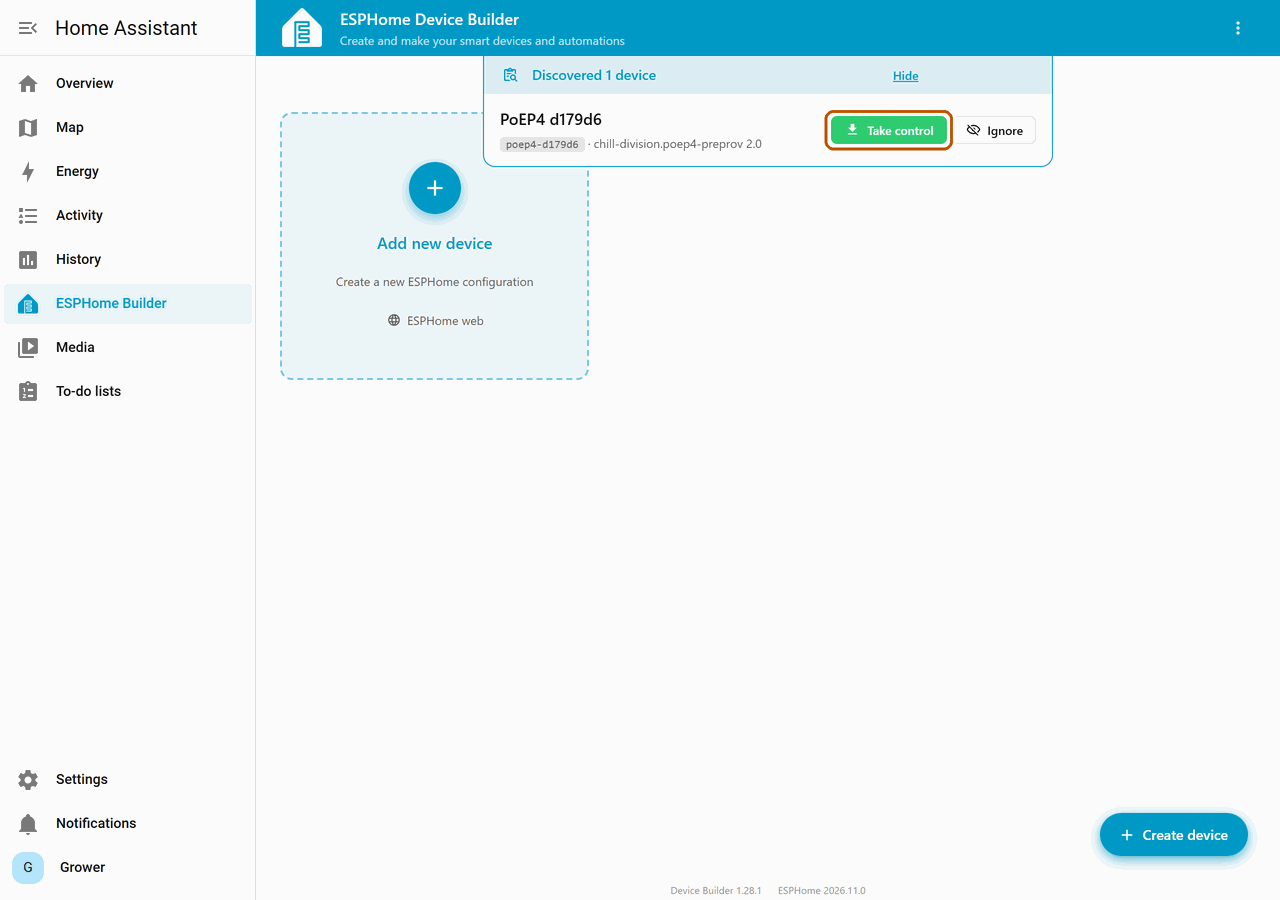 Home Assistant
ESPHome Device Builder
Create and make your smart devices and automations
Overview
Map
Energy
Activity
History
ESPHome Builder
Media
To-do lists
Discovered 1 device
Hide
PoEP4 d179d6
poep4-d179d6 · chill-division.poep4-preprov 2.0
Take control
Ignore
Add new device
Create a new ESPHome configuration
ESPHome web
Settings
Notifications
G Grower
Create device
Device Builder 1.28.1 ESPHome 2026.11.0